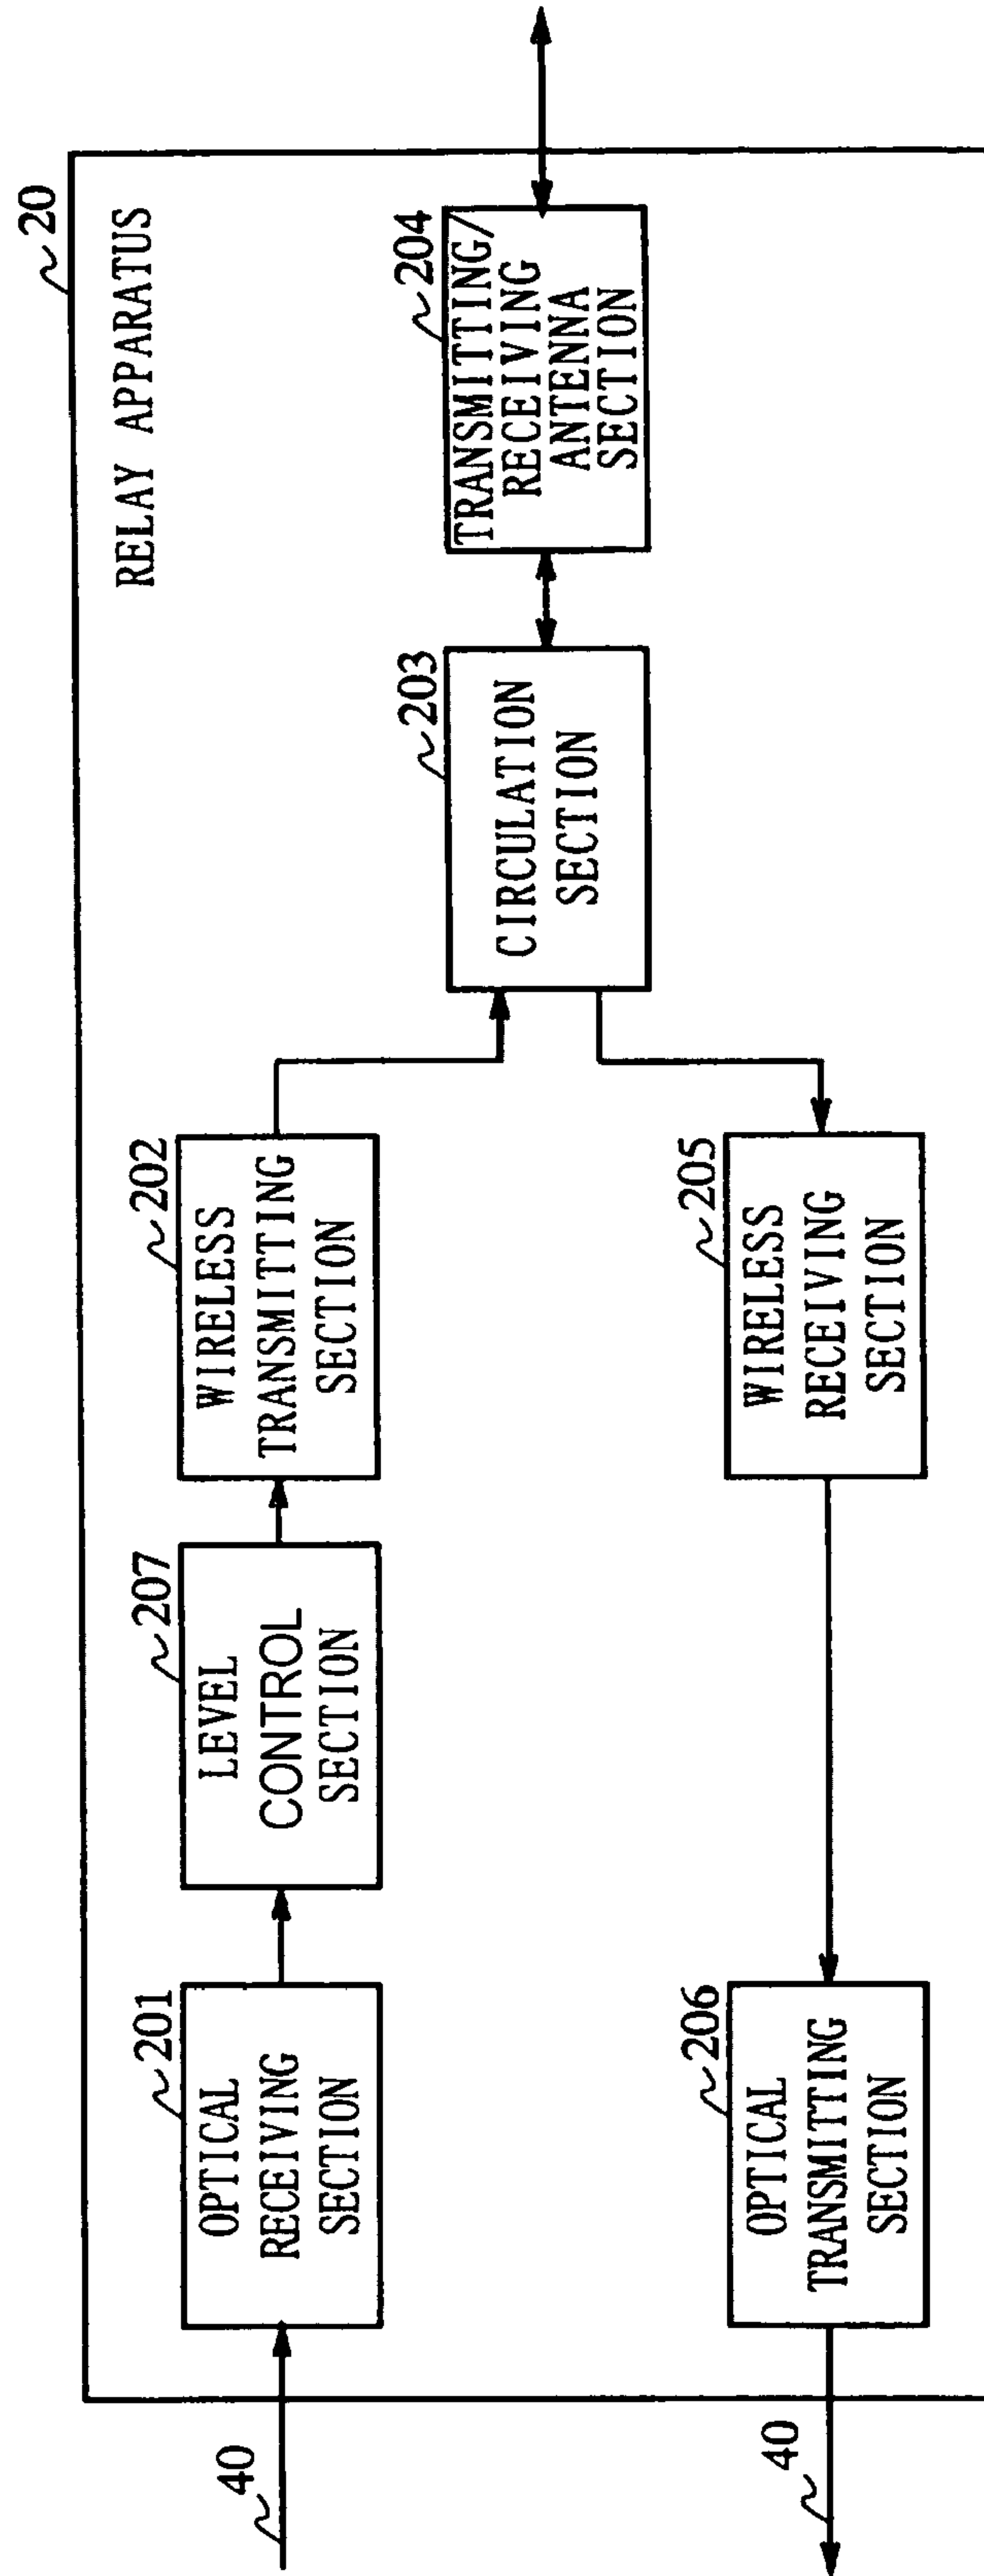 20
RELAY APPARATUS
40
201
OPTICAL
RECEIVING
SECTION
207
LEVEL
CONTROL
SECTION
202
WIRELESS
TRANSMITTING
SECTION
203
CIRCULATION
SECTION
204
TRANSMITTING/
RECEIVING
ANTENNA
SECTION
40
206
OPTICAL
TRANSMITTING
SECTION
205
WIRELESS
RECEIVING
SECTION